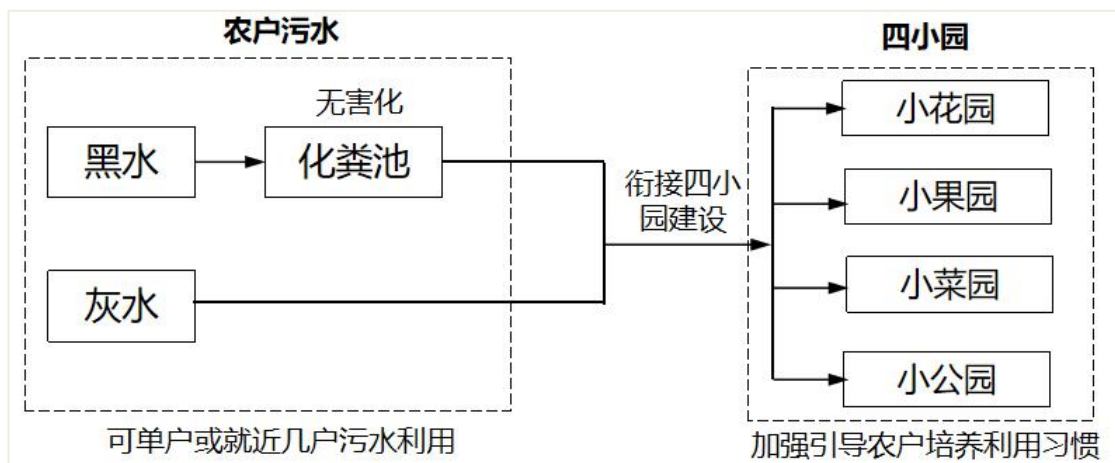 农户污水
无害化
黑水
化粪池
灰水
可单户或就近几户污水利用
衔接四小
园建设
四小园
小花园
小果园
小菜园
小公园
加强引导农户培养利用习惯